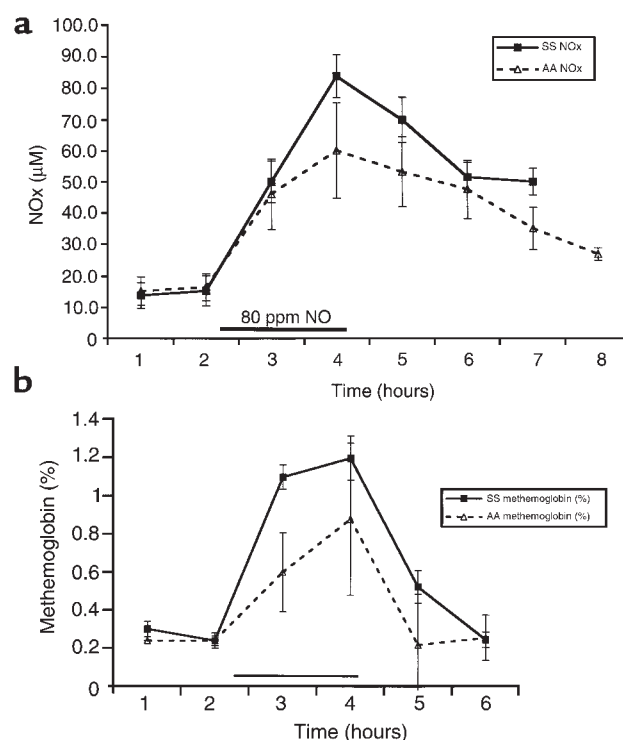 a
100.0
90.0
80.0
70.0
60.0
50.0
40.0
30.0
20.0
10.0
0
NOx (µM)
SS NOx
AA NOx
80 ppm NO
1 2 3 4 5 6 7 8
Time (hours)
b
1.4
1.2
1
0.8
0.6
0.4
0.2
0
Methemoglobin (%)
SS methemoglobin (%)
AA methemoglobin (%)
1 2 3 4 5 6
Time (hours)